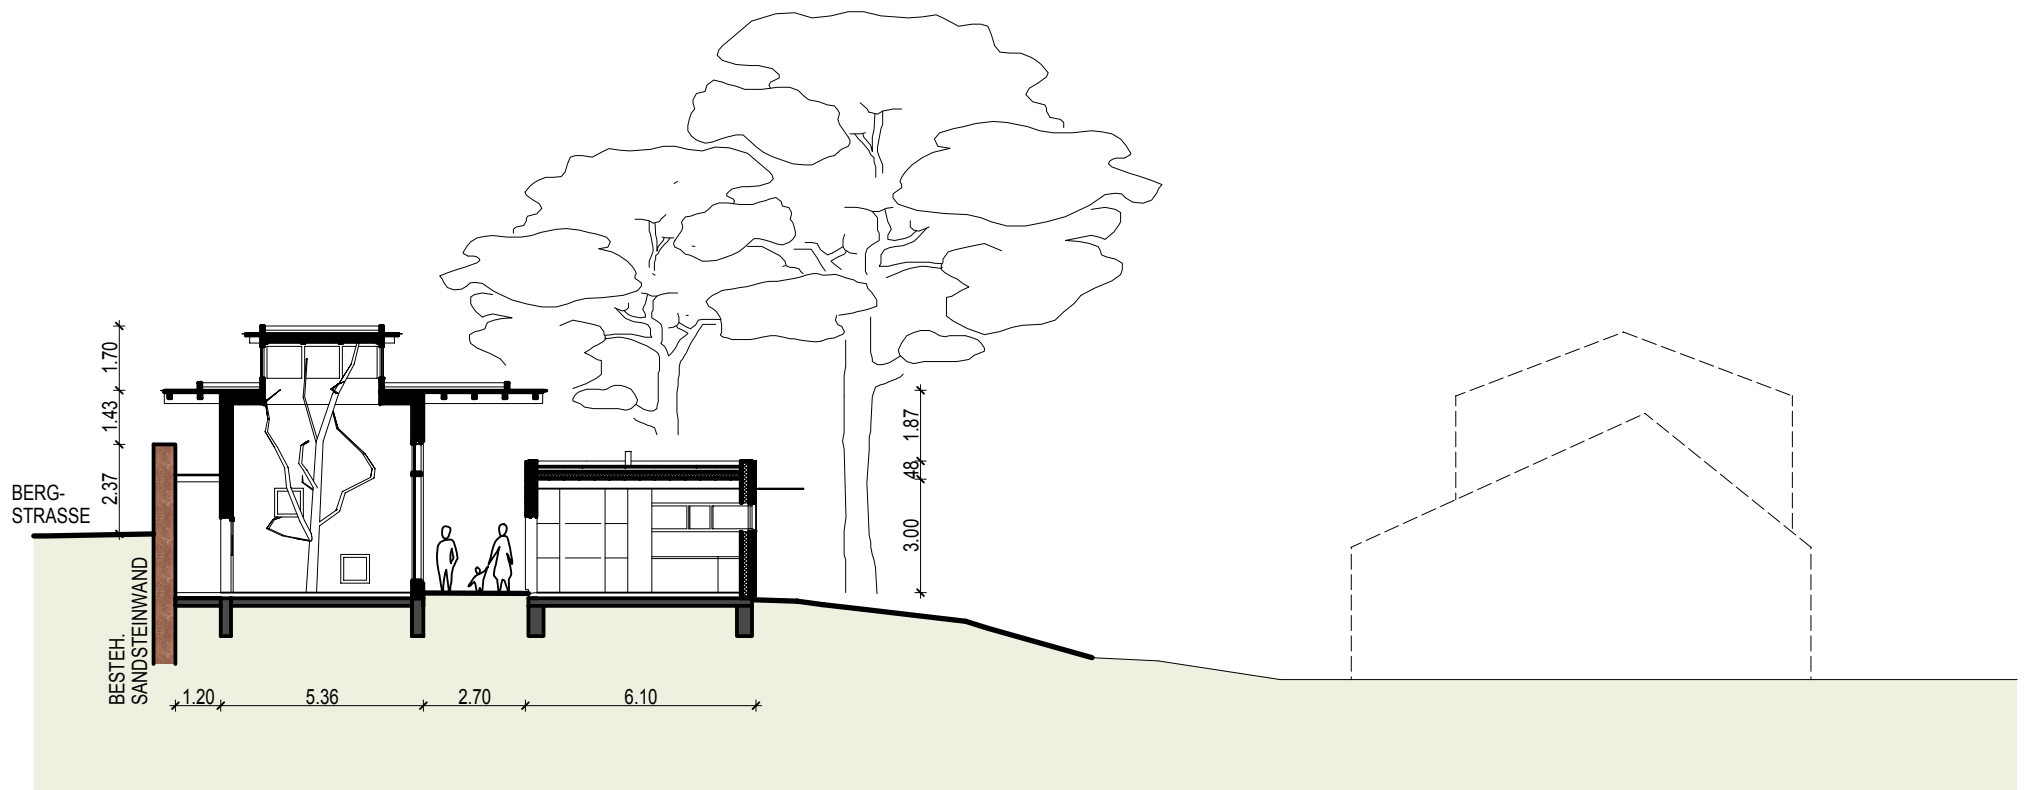 1.70
1.43
2.37
BERG-
STRASSE
BESTEH.
SANDSTEINWAND
1.87
48
3.00
1.20
5.36
2.70
6.10